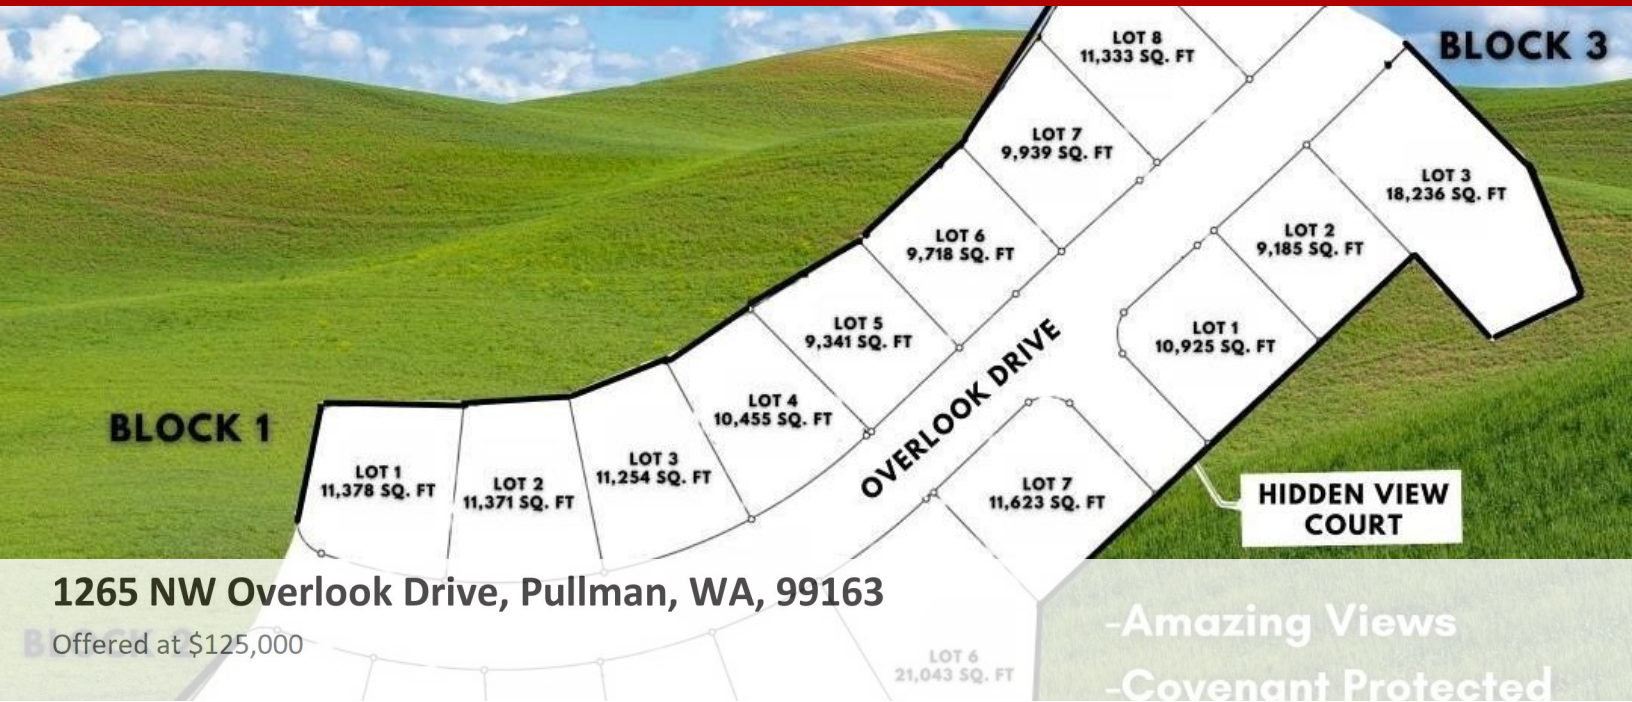 LOT 8
11,333 SQ. FT
BLOCK 3
LOT 7
9,939 SQ. FT
LOT 3
18,236 SQ. FT
LOT 6
9,718 SQ. FT
LOT 2
9,185 SQ. FT
LOT 5
9,341 SQ. FT
LOT 1
10,925 SQ. FT
OVERLOOK DRIVE
LOT 4
10,455 SQ. FT
BLOCK 1
LOT 3
11,254 SQ. FT
LOT 1
11,378 SQ. FT
LOT 2
11,371 SQ. FT
LOT 7
11,623 SQ. FT
HIDDEN VIEW
COURT
1265 NW Overlook Drive, Pullman, WA, 99163
BLOCK 2
Offered at $125,000
LOT 6
21,043 SQ. FT
-Amazing Views
-Covenant Protected